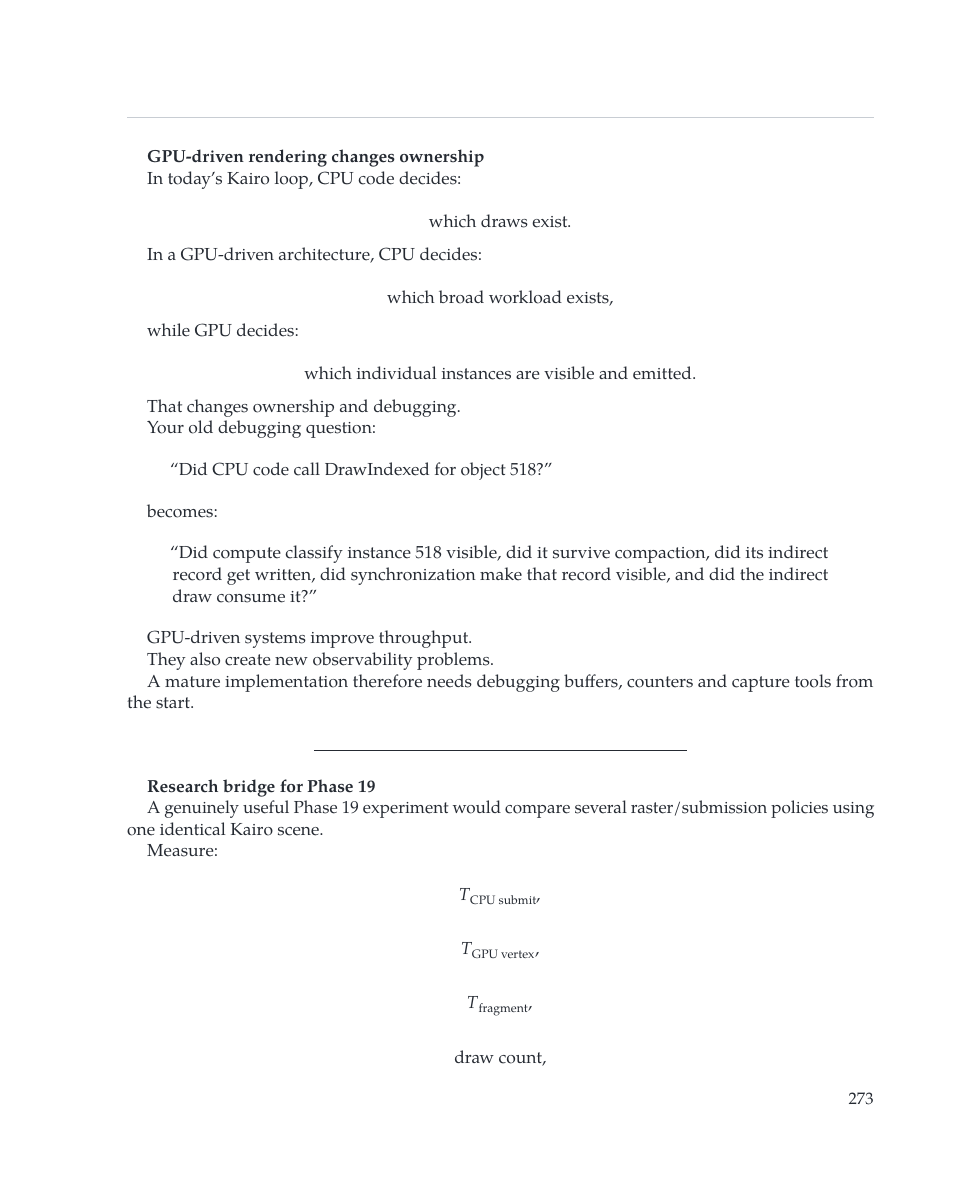 GPU-driven rendering changes ownership
In today’s Kairo loop, CPU code decides:
which draws exist.
In a GPU-driven architecture, CPU decides:
which broad workload exists,
while GPU decides:
which individual instances are visible and emitted.
That changes ownership and debugging.
Your old debugging question:
“Did CPU code call DrawIndexed for object 518?”
becomes:
“Did compute classify instance 518 visible, did it survive compaction, did its indirect
record get written, did synchronization make that record visible, and did the indirect
draw consume it?”
GPU-driven systems improve throughput.
They also create new observability problems.
A mature implementation therefore needs debugging buffers, counters and capture tools from
the start.
Research bridge for Phase 19
A genuinely useful Phase 19 experiment would compare several raster/submission policies using
one identical Kairo scene.
Measure:
T CPU submit,
T GPU vertex,
T fragment,
draw count,
273